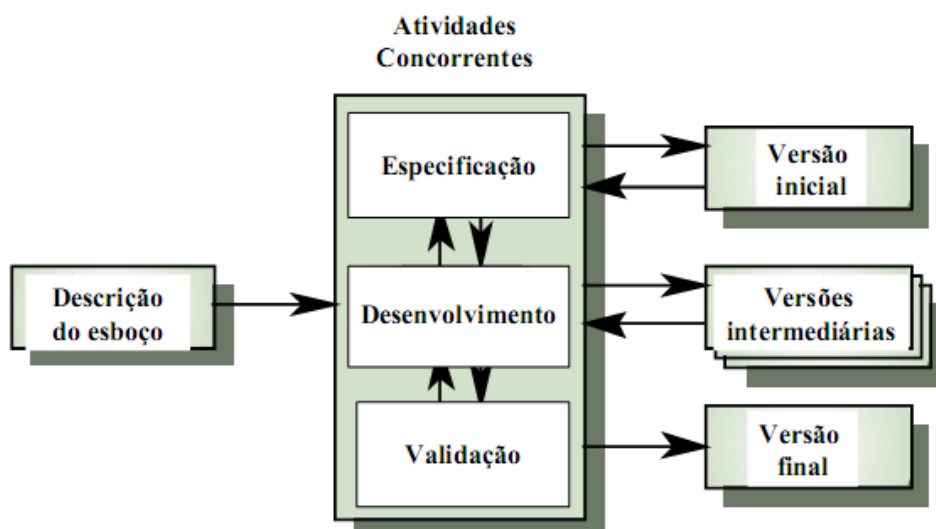 Atividades
Concorrentes
Especificação
Versão
inicial
Descrição
do esboço
Desenvolvimento
Versões
intermediárias
Validação
Versão
final